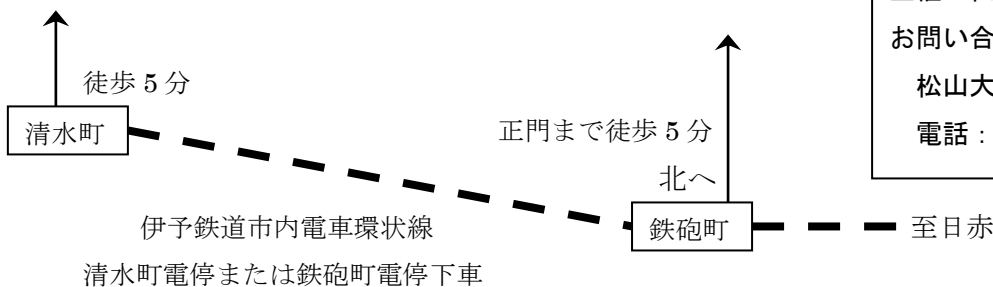 徒歩 5 分
清水町
正門まで徒歩 5 分
北へ
鉄砲町
至日赤
伊予鉄道市内電車環状線
清水町電停または鉄砲町電停下車
お問い合
松山大
電話：